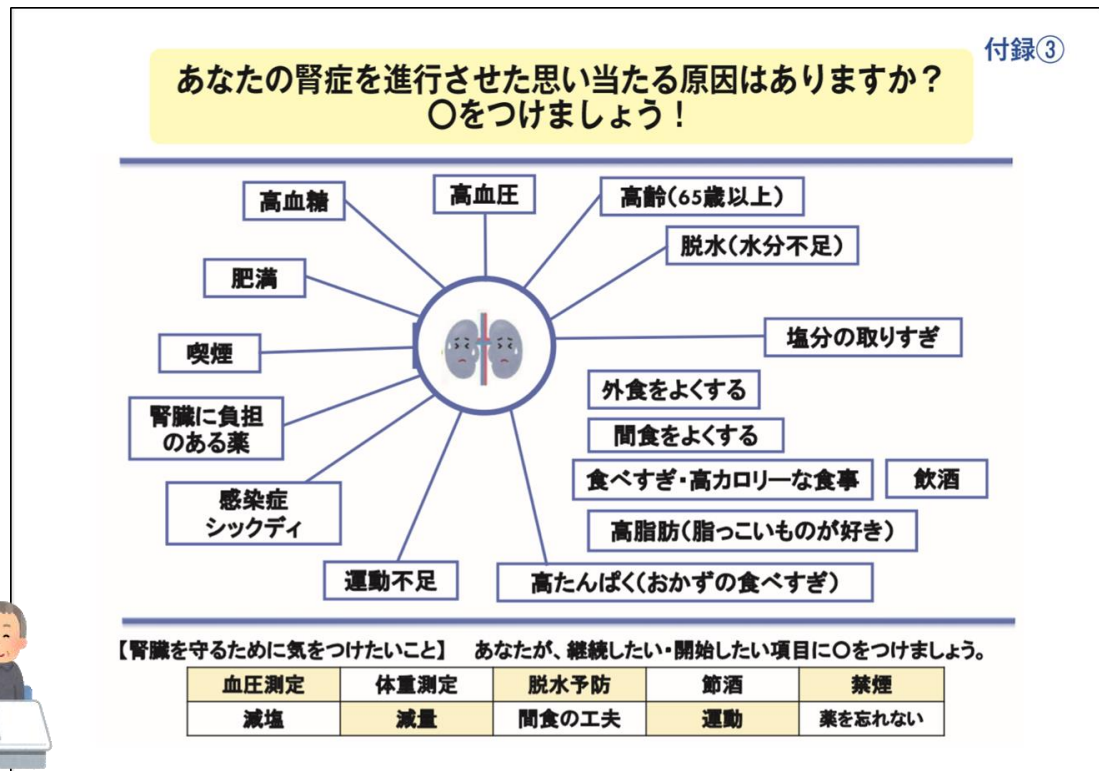 付録③
あなたの腎症を進行させた思い当たる原因はありますか?
〇をつけましょう!
高血糖
高血圧
高齢(65歳以上)
脱水(水分不足)
肥満
塩分の取りすぎ
喫煙
外食をよくする
腎臓に負担
のある薬
間食をよくする
食べすぎ・高カロリーな食事
飲酒
感染症
シックディ
高脂肪(脂っこいものが好き)
運動不足
高たんぱく(おかずの食べすぎ)
【腎臓を守るために気をつけたいこと】 あなたが、継続したい・開始したい項目に〇をつけましょう。
血圧測定 体重測定 脱水予防 節酒 禁煙
減塩 減量 間食の工夫 運動 薬を忘れない